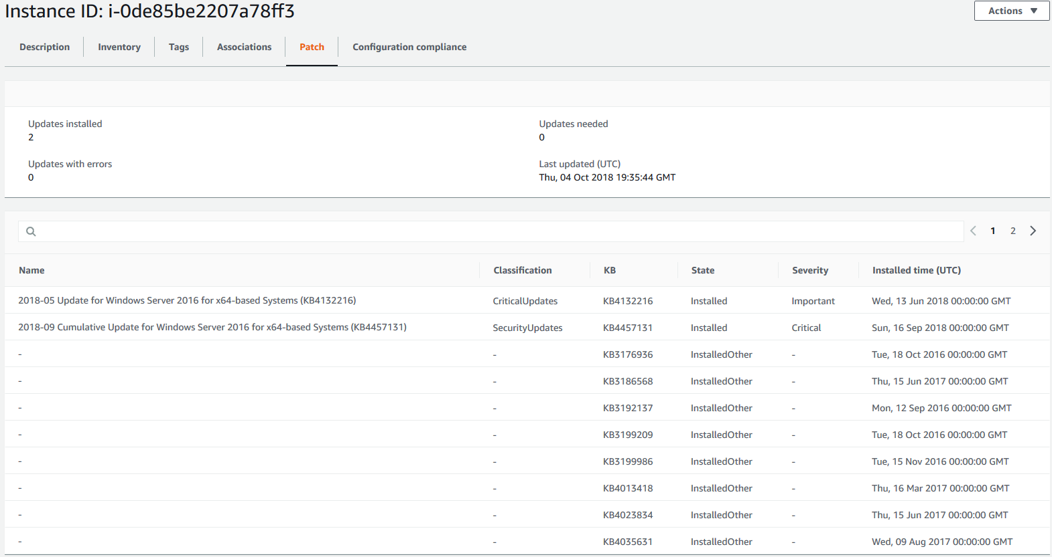 Instance ID: i-0de85be2207a78ff3
Actions
Description Inventory Tags Associations Patch Configuration compliance
Updates installed Updates needed
2 0
Updates with errors Last updated (UTC)
0 Thu, 04 Oct 2018 19:35:44 GMT
1 2
Name Classification KB State Severity Installed time (UTC)
2018-05 Update for Windows Server 2016 for x64-based Systems (KB4132216) CriticalUpdates KB4132216 Installed Important Wed, 13 Jun 2018 00:00:00 GMT
2018-09 Cumulative Update for Windows Server 2016 for x64-based Systems (KB4457131) SecurityUpdates KB4457131 Installed Critical Sun, 16 Sep 2018 00:00:00 GMT
- - KB3176936 InstalledOther - Tue, 18 Oct 2016 00:00:00 GMT
- - KB3186568 InstalledOther - Thu, 15 Jun 2017 00:00:00 GMT
- - KB3192137 InstalledOther - Mon, 12 Sep 2016 00:00:00 GMT
- - KB3199209 InstalledOther - Tue, 18 Oct 2016 00:00:00 GMT
- - KB3199986 InstalledOther - Tue, 15 Nov 2016 00:00:00 GMT
- - KB4013418 InstalledOther - Thu, 16 Mar 2017 00:00:00 GMT
- - KB4023834 InstalledOther - Thu, 15 Jun 2017 00:00:00 GMT
- - KB4035631 InstalledOther - Wed, 09 Aug 2017 00:00:00 GMT